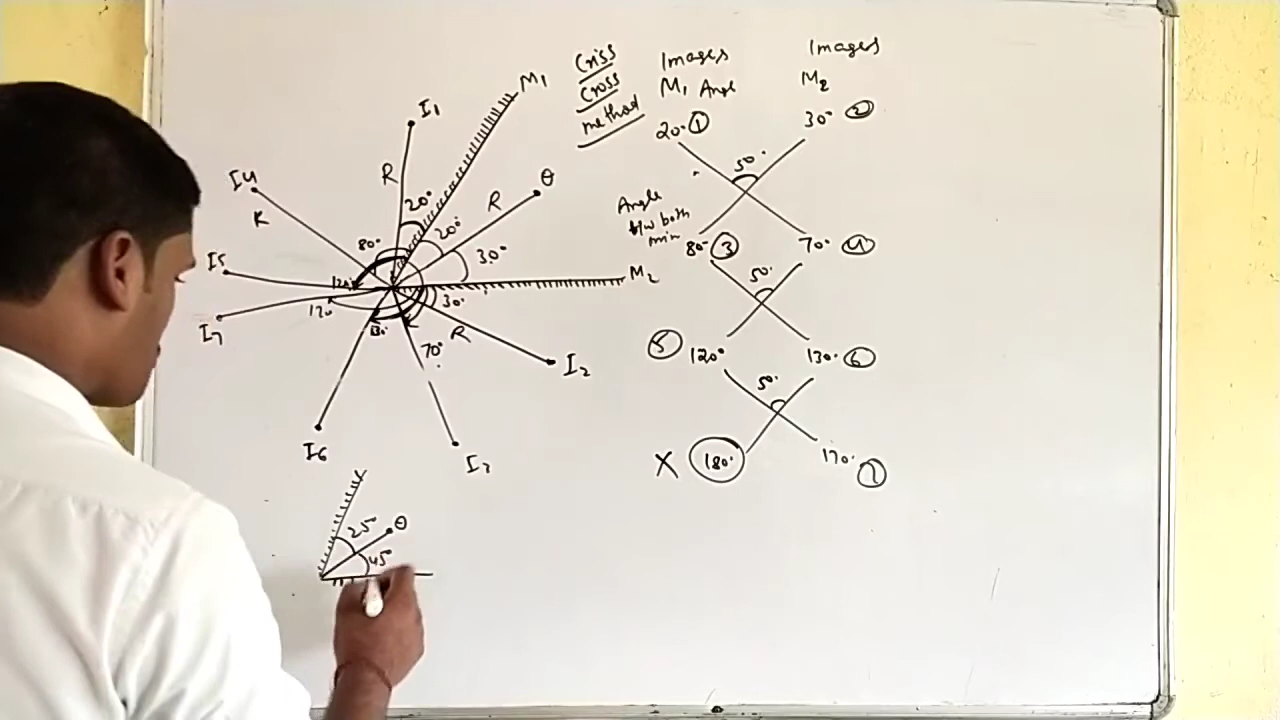 Criss
Cross
method
Images
M₁ Angle
Images
M₂
20° ①
30° ②
50°
Angle
b/w both
min
80° ③
70° ④
50°
⑤ 120°
130° ⑥
50°
X 180°
170° ⑦
M₁
I₁
I4
R
R
θ
K
20°
20°
80°
30°
I5
120°
M₂
I7
170°
30°
130°
R
70°
I₂
I6
I₃
25°
θ
45°